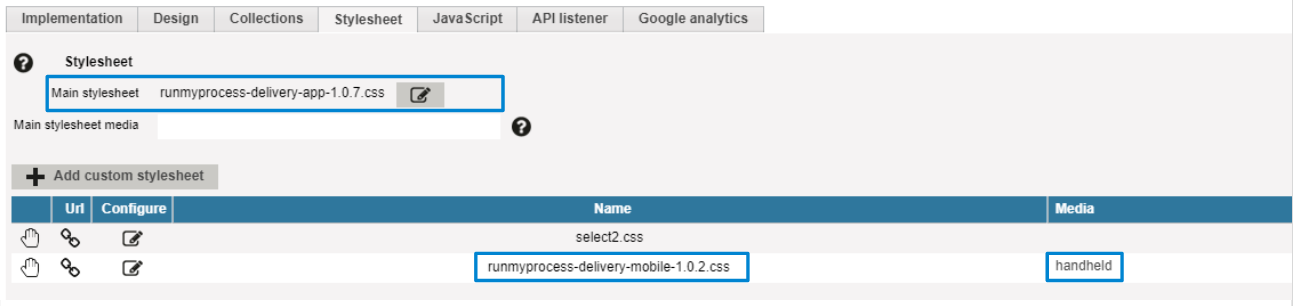 Implementation Design Collections Stylesheet JavaScript API listener Google analytics
? Stylesheet
Main stylesheet runmyprocess-delivery-app-1.0.7.css
Main stylesheet media ?
Add custom stylesheet
Url Configure Name Media
select2.css
runmyprocess-delivery-mobile-1.0.2.css handheld